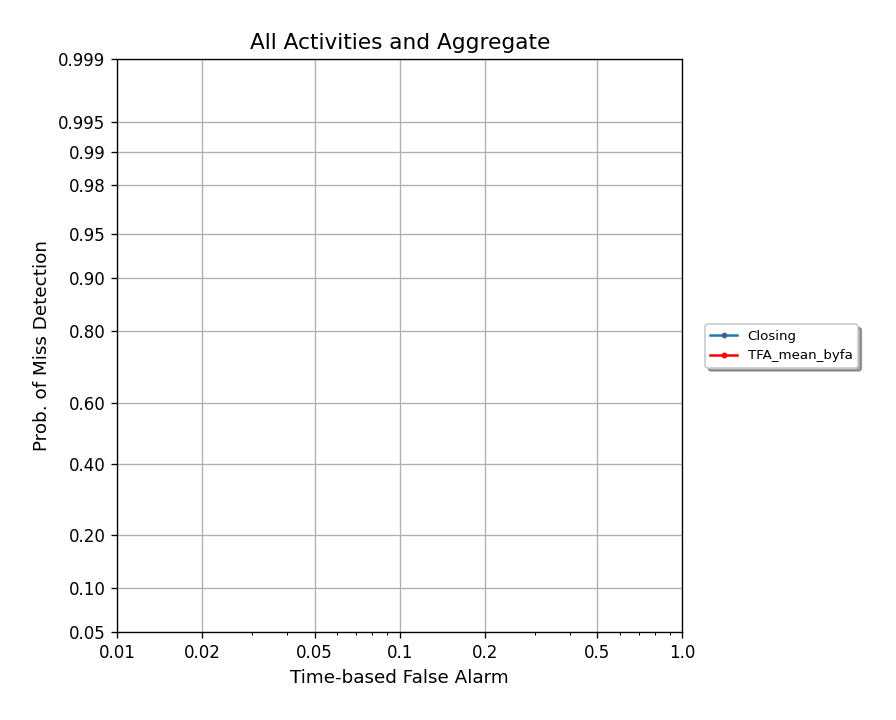 All Activities and Aggregate
0.999
0.995
0.99
0.98
0.95
0.90
0.80
0.60
0.40
0.20
0.10
0.05
Prob. of Miss Detection
0.01 0.02 0.05 0.1 0.2 0.5 1.0
Time-based False Alarm
Closing
TFA_mean_byfa